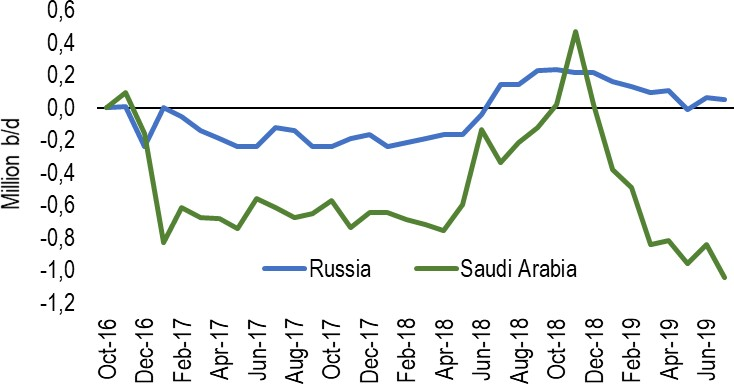 0,6
0,4
0,2
0,0
-0,2
-0,4
-0,6
-0,8
-1,0
-1,2
Million b/d
Russia
Saudi Arabia
Oct-16
Dec-16
Feb-17
Apr-17
Jun-17
Aug-17
Oct-17
Dec-17
Feb-18
Apr-18
Jun-18
Aug-18
Oct-18
Dec-18
Feb-19
Apr-19
Jun-19